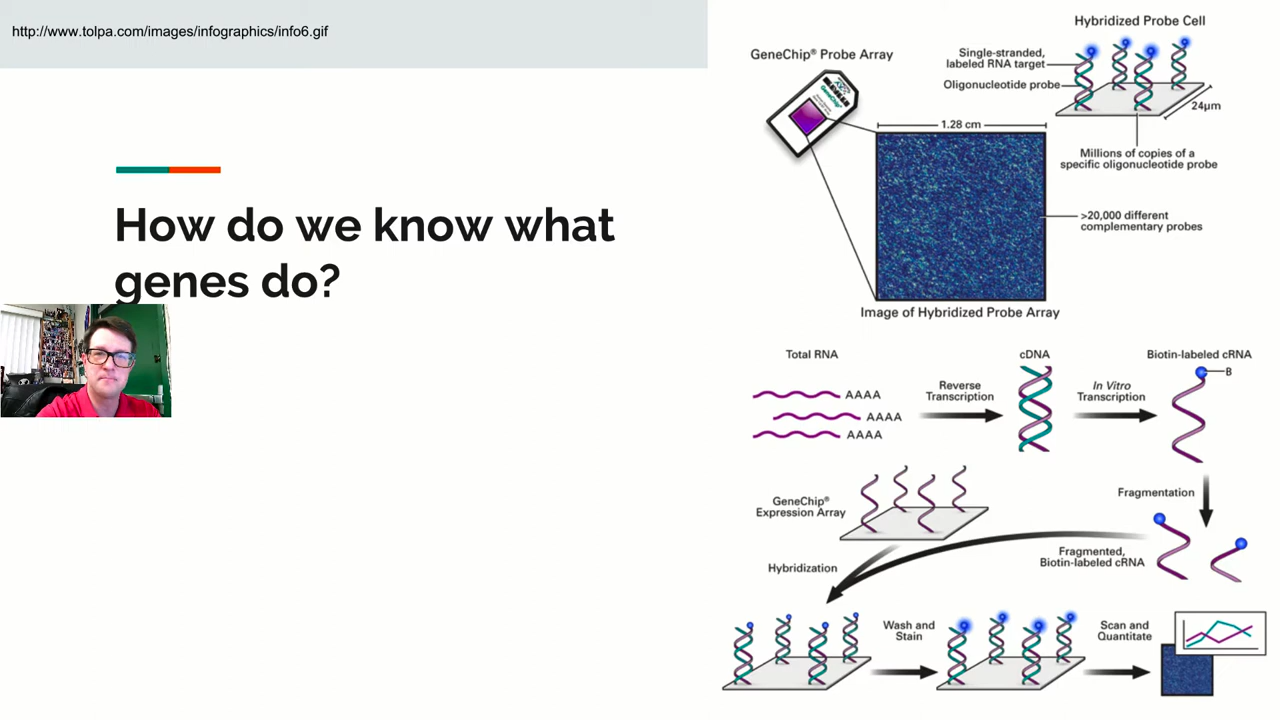 http://www.tolpa.com/images/infographics/info6.gif
How do we know what
genes do?
Hybridized Probe Cell
GeneChip® Probe Array
Single-stranded,
labeled RNA target
Oligonucleotide probe
24µm
GeneChip
1.28 cm
Millions of copies of a
specific oligonucleotide probe
>20,000 different
complementary probes
Image of Hybridized Probe Array
Total RNA
cDNA
Biotin-labeled cRNA
B
Reverse
Transcription
In Vitro
Transcription
AAAA
AAAA
AAAA
Fragmentation
GeneChip®
Expression Array
Fragmented,
Biotin-labeled cRNA
Hybridization
Wash and
Stain
Scan and
Quantitate